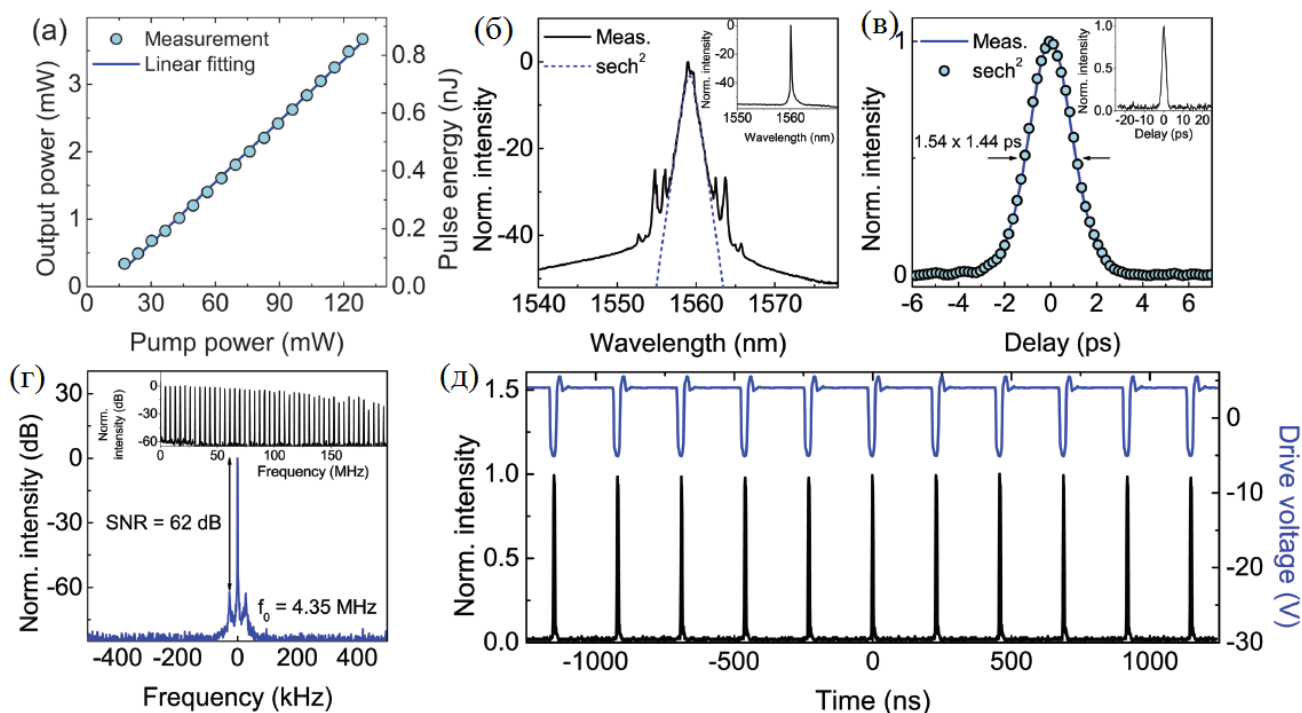 (a)
Measurement
Linear fitting
Output power (mW)
3
2
1
0
0.8
0.6
0.4
0.2
0.0
Pulse energy (nJ)
0 30 60 90 120
Pump power (mW)
(б)
Meas.
sech²
Norm. intensity
0
-20
-40
1540 1550 1560 1570
Wavelength (nm)
Norm. intensity
0
-40
1550 1560 1570
Wavelength (nm)
(в)
Meas.
sech²
Norm. intensity
1
0
1.54 x 1.44 ps
-6 -4 -2 0 2 4 6
Delay (ps)
Norm. intensity
1.0
0.5
0.0
-20 -10 0 10 20
Delay (ps)
(г)
Norm. intensity (dB)
30
0
-30
-60
SNR = 62 dB
f₀ = 4.35 MHz
-400 -200 0 200 400
Frequency (kHz)
Norm.
intensity (dB)
0
-30
-60
0 50 100 150
Frequency (MHz)
(д)
Norm. intensity
1.5
1.0
0.5
0.0
0
-10
-20
-30
Drive voltage (V)
-1000 -500 0 500 1000
Time (ns)